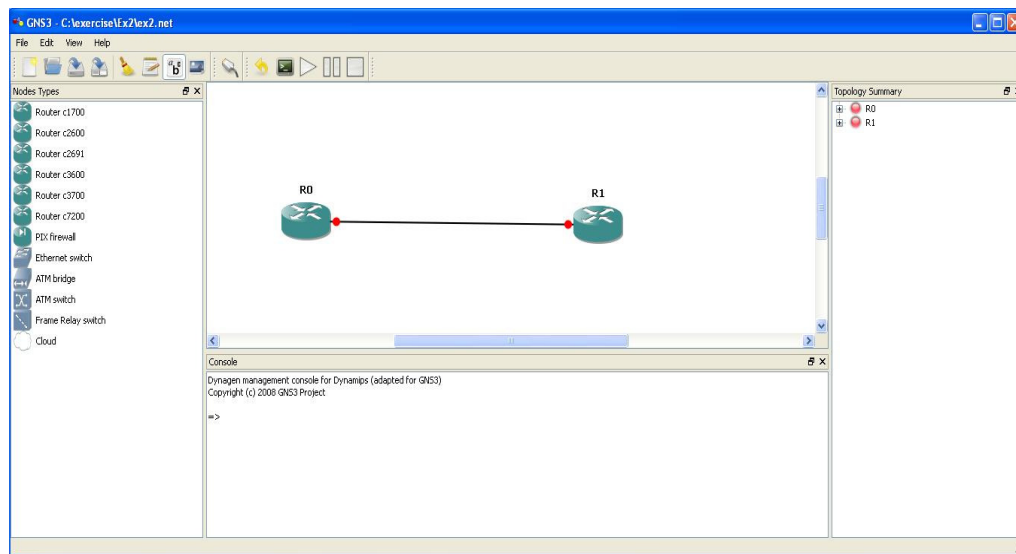 GNS3 - C:\exercise\Ex2\ex2.net
File Edit View Help
Nodes Types
Router c1700
Router c2600
Router c2691
Router c3600
Router c3700
Router c7200
PIX firewall
Ethernet switch
ATM bridge
ATM switch
Frame Relay switch
Cloud
R0
R1
Topology Summary
R0
R1
Console
Dynagen management console for Dynamips (adapted for GNS3)
Copyright (c) 2008 GNS3 Project
=>